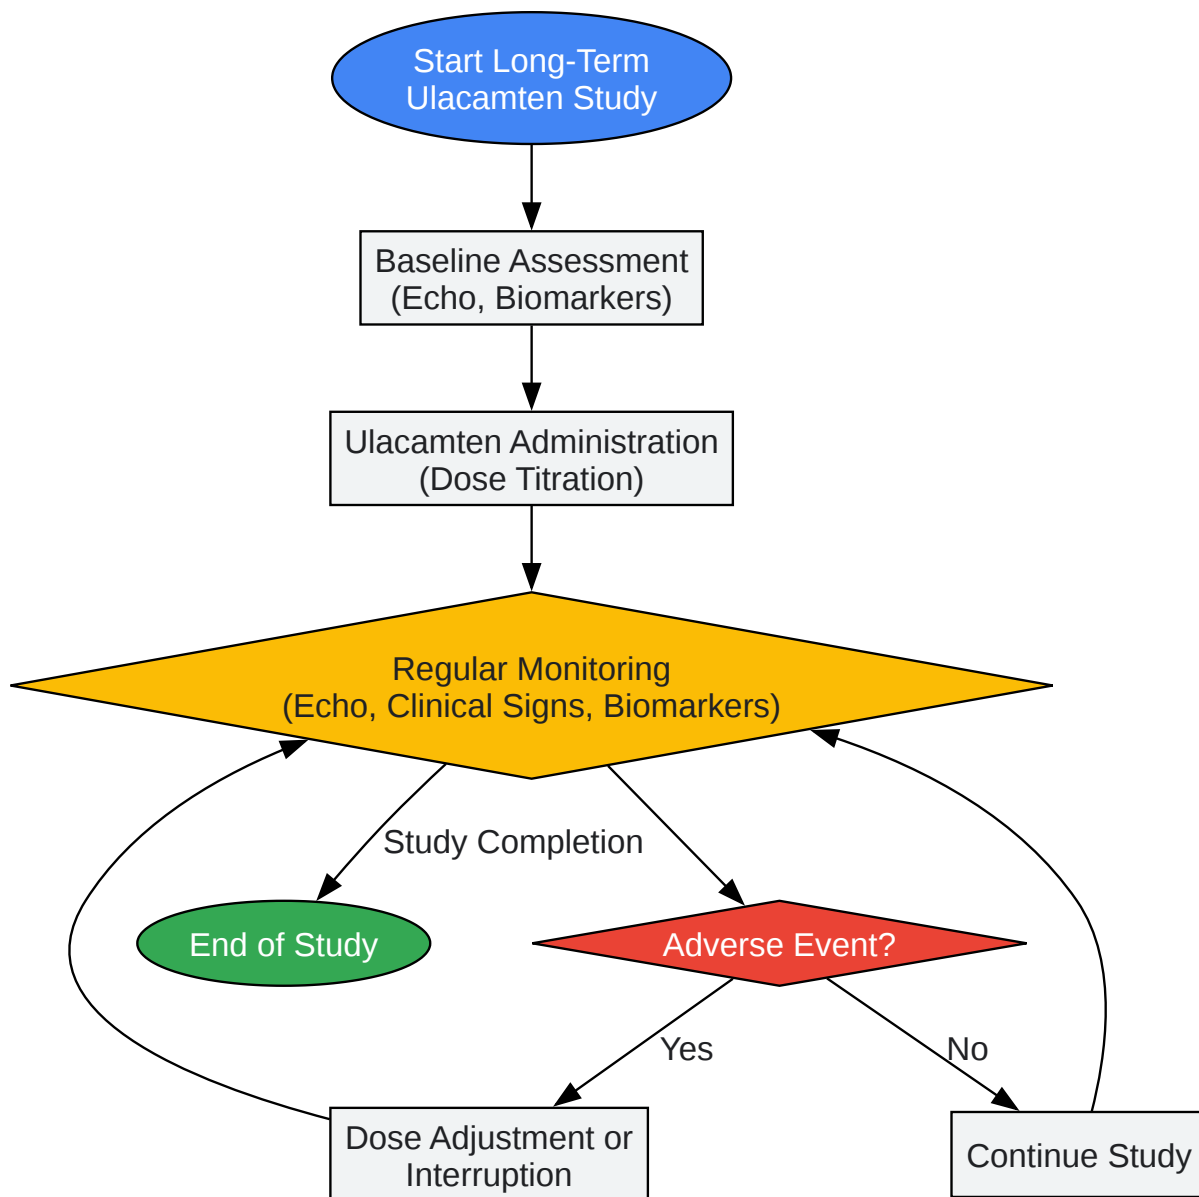 Start Long-Term
Ulacamten Study
Baseline Assessment
(Echo, Biomarkers)
Ulacamten Administration
(Dose Titration)
Regular Monitoring
(Echo, Clinical Signs, Biomarkers)
Study Completion
End of Study
Adverse Event?
Yes
No
Dose Adjustment or
Interruption
Continue Study